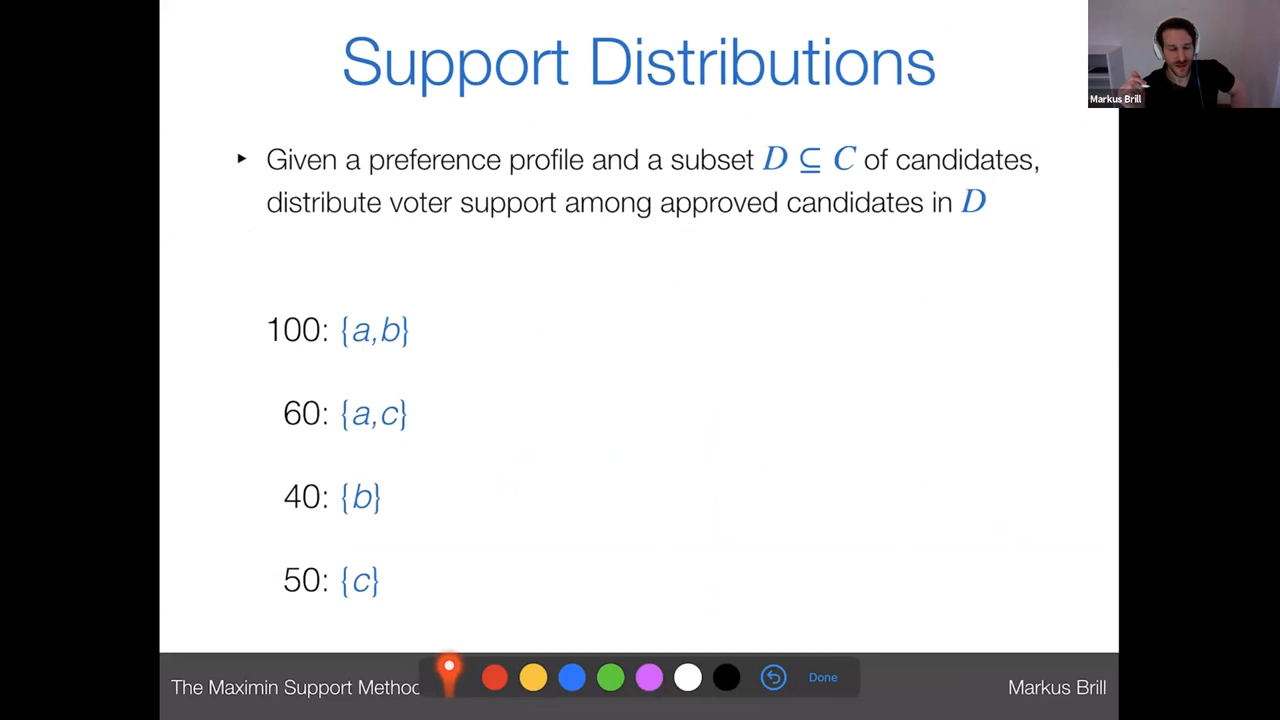 Support Distributions
Markus Brill
▸ Given a preference profile and a subset D ⊆ C of candidates,
distribute voter support among approved candidates in D
100: {a,b}
60: {a,c}
40: {b}
50: {c}
The Maximin Support Method
Done
Markus Brill